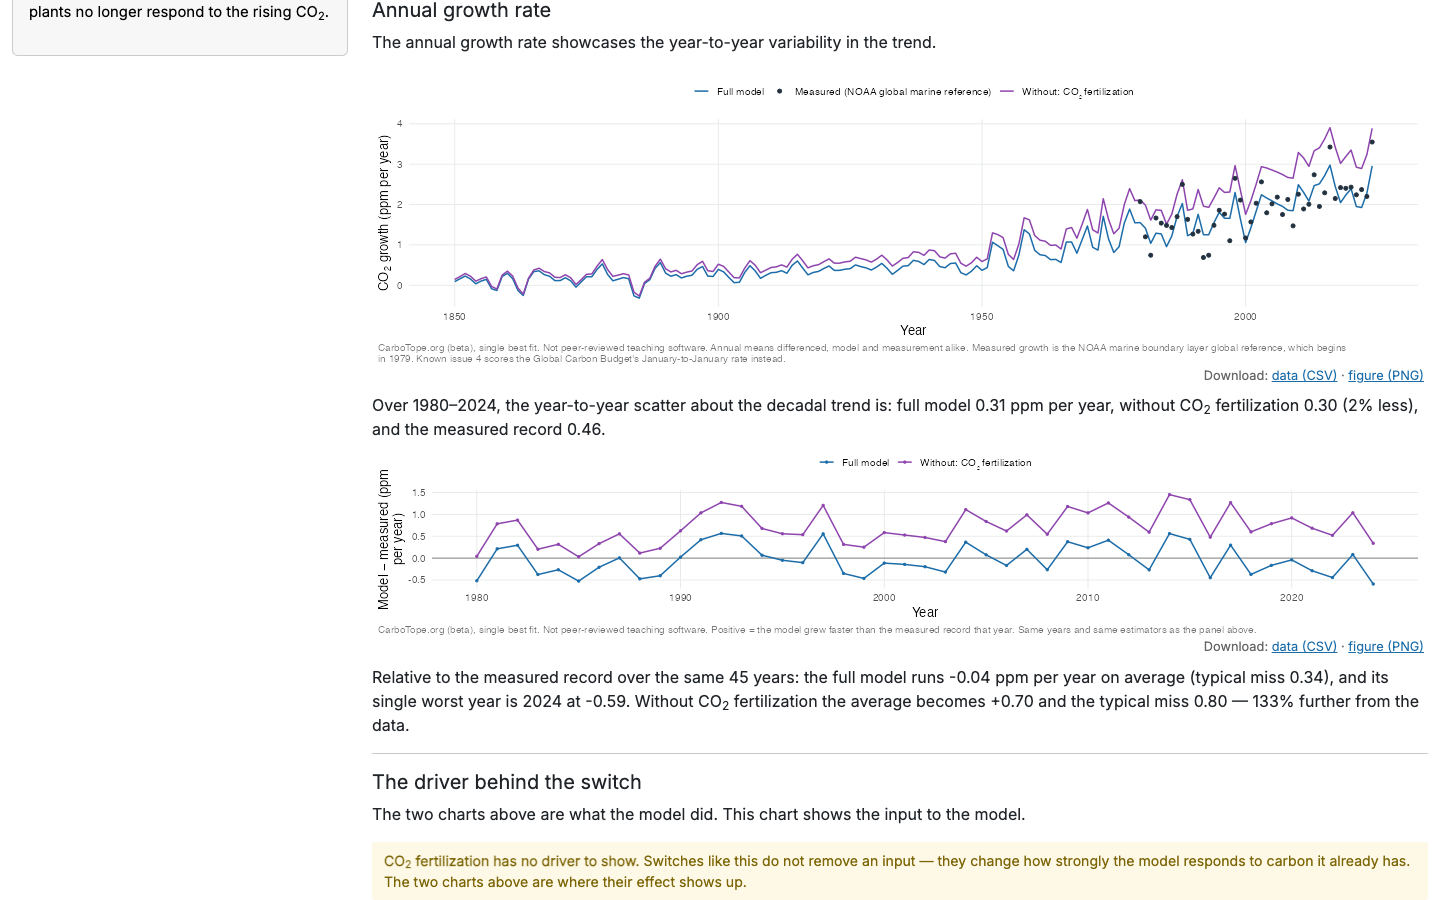 plants no longer respond to the rising CO₂.
Annual growth rate
The annual growth rate showcases the year-to-year variability in the trend.
Full model
Measured (NOAA global marine reference)
Without: CO₂ fertilization
CO₂ growth (ppm per year)
4
3
2
1
0
1850
1900
1950
2000
Year
CarboTope.org (beta), single best fit. Not peer-reviewed teaching software. Annual means differenced, model and measurement alike. Measured growth is the NOAA marine boundary layer global reference, which begins
in 1979. Known issue 4 scores the Global Carbon Budget's January-to-January rate instead.
Download: data (CSV) · figure (PNG)
Over 1980–2024, the year-to-year scatter about the decadal trend is: full model 0.31 ppm per year, without CO₂ fertilization 0.30 (2% less),
and the measured record 0.46.
Full model
Without: CO₂ fertilization
Model – measured (ppm
per year)
1.5
1.0
0.5
0.0
-0.5
1980
1990
2000
2010
2020
Year
CarboTope.org (beta), single best fit. Not peer-reviewed teaching software. Positive = the model grew faster than the measured record that year. Same years and same estimators as the panel above.
Download: data (CSV) · figure (PNG)
Relative to the measured record over the same 45 years: the full model runs -0.04 ppm per year on average (typical miss 0.34), and its
single worst year is 2024 at -0.59. Without CO₂ fertilization the average becomes +0.70 and the typical miss 0.80 — 133% further from the
data.
The driver behind the switch
The two charts above are what the model did. This chart shows the input to the model.
CO₂ fertilization has no driver to show. Switches like this do not remove an input — they change how strongly the model responds to carbon it already has.
The two charts above are where their effect shows up.